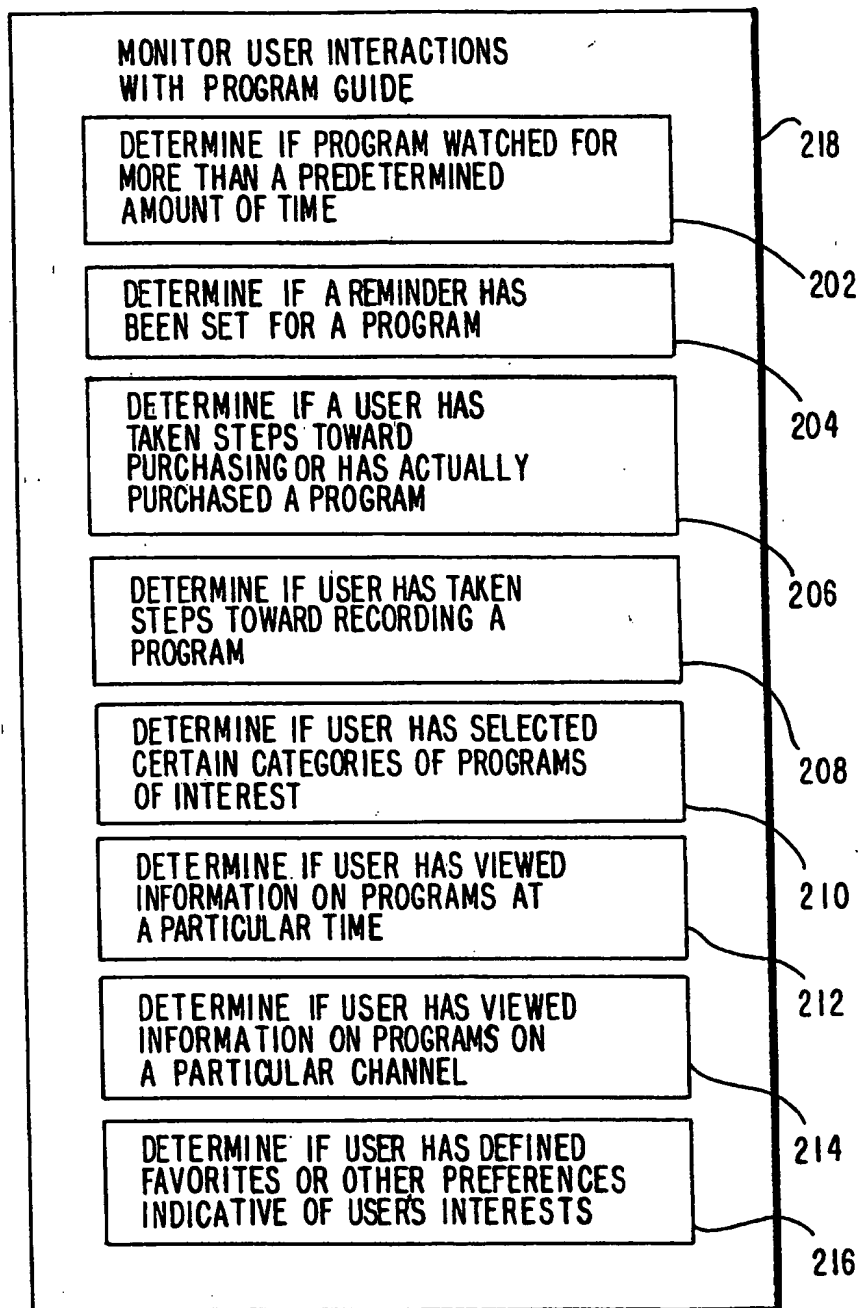 MONITOR USER INTERACTIONS
WITH PROGRAM GUIDE
218
DETERMINE IF PROGRAM WATCHED FOR
MORE THAN A PREDETERMINED
AMOUNT OF TIME
202
DETERMINE IF A REMINDER HAS
BEEN SET FOR A PROGRAM
204
DETERMINE IF A USER HAS
TAKEN STEPS TOWARD
PURCHASING OR HAS ACTUALLY
PURCHASED A PROGRAM
206
DETERMINE IF USER HAS TAKEN
STEPS TOWARD RECORDING A
PROGRAM
208
DETERMINE IF USER HAS SELECTED
CERTAIN CATEGORIES OF PROGRAMS
OF INTEREST
210
DETERMINE IF USER HAS VIEWED
INFORMATION ON PROGRAMS AT
A PARTICULAR TIME
212
DETERMINE IF USER HAS VIEWED
INFORMATION ON PROGRAMS ON
A PARTICULAR CHANNEL
214
DETERMINE IF USER HAS DEFINED
FAVORITES OR OTHER PREFERENCES
INDICATIVE OF USER'S INTERESTS
216